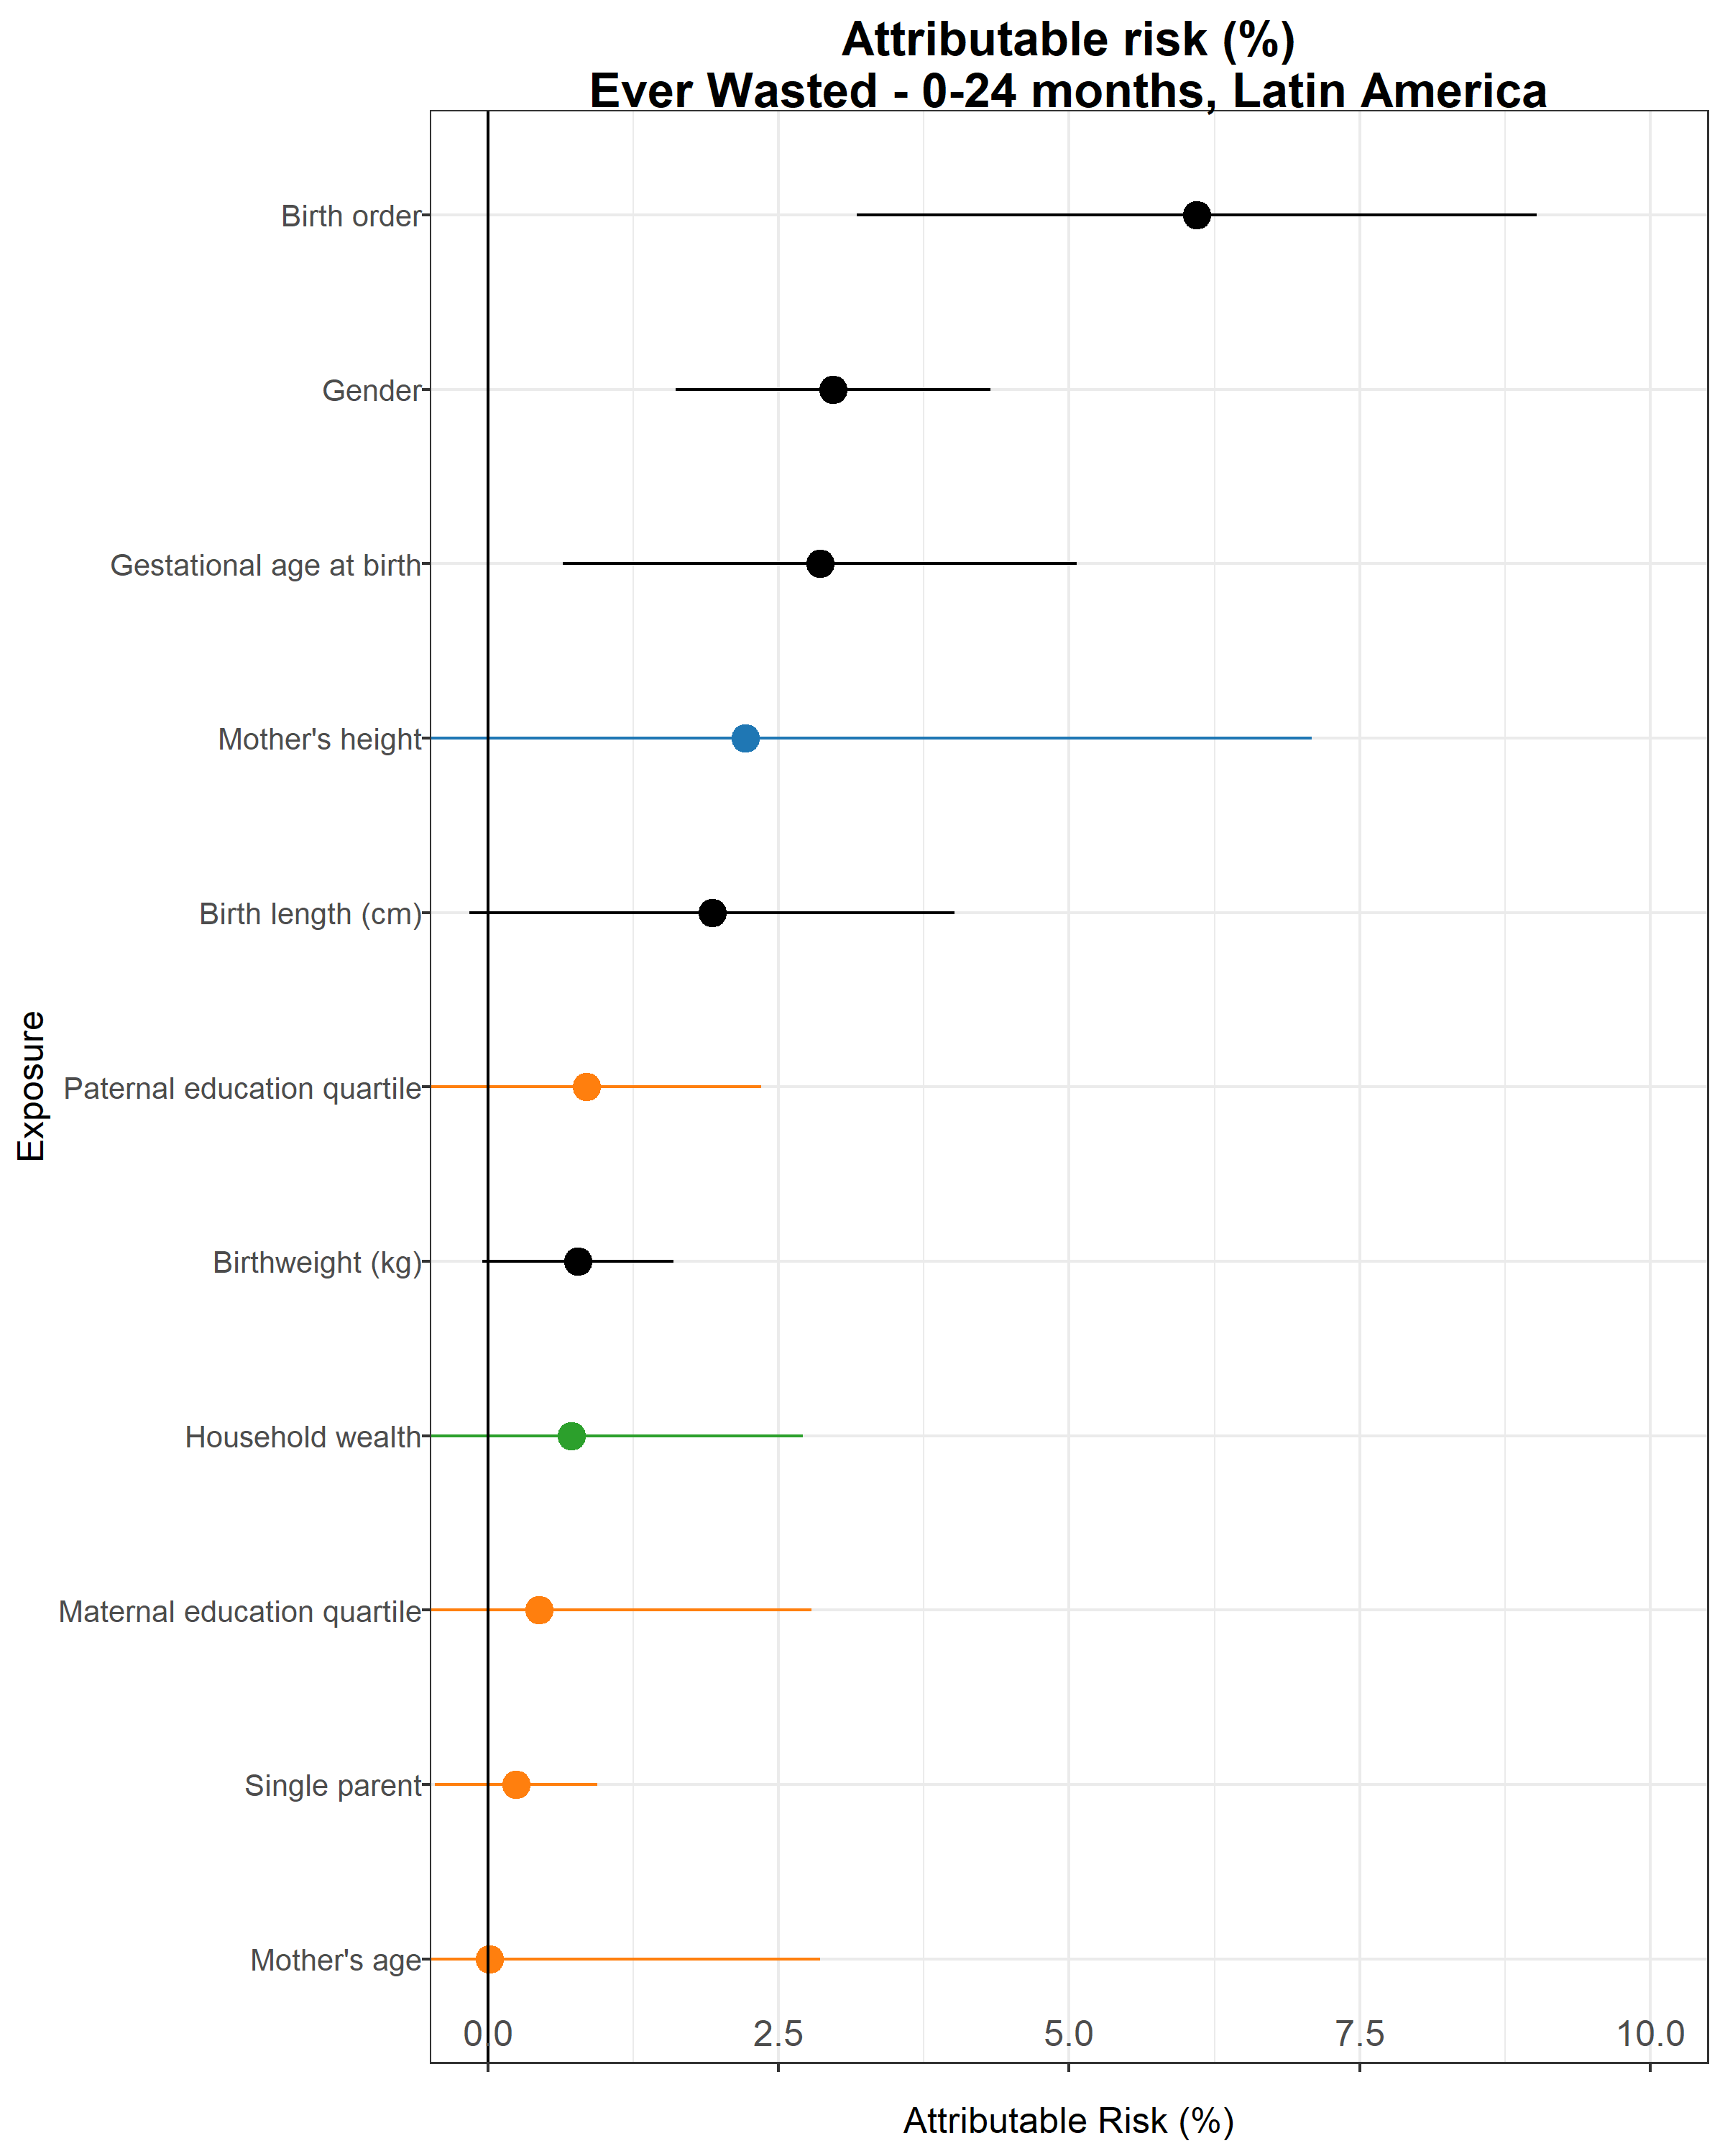 Attributable risk (%)
Ever Wasted - 0-24 months, Latin America
Birth order
Gender
Gestational age at birth
Mother's height
Birth length (cm)
Paternal education quartile
Birthweight (kg)
Household wealth
Maternal education quartile
Single parent
Mother's age
Exposure
0.0 2.5 5.0 7.5 10.0
Attributable Risk (%)